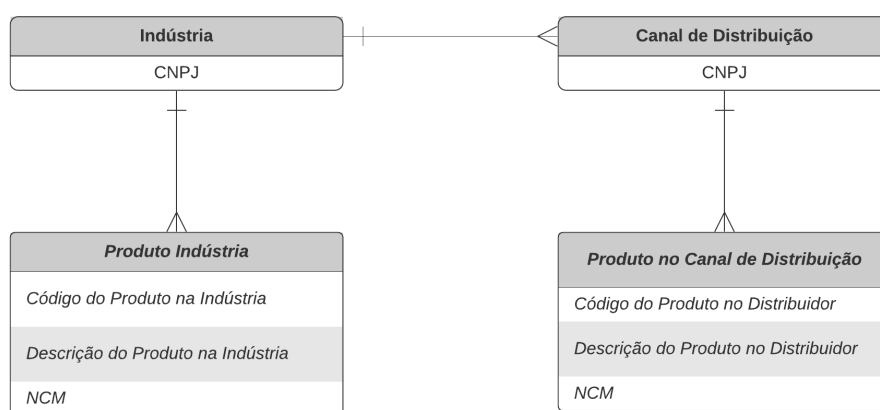 Indústria
CNPJ
Canal de Distribuição
CNPJ
Produto Indústria
Código do Produto na Indústria
Descrição do Produto na Indústria
NCM
Produto no Canal de Distribuição
Código do Produto no Distribuidor
Descrição do Produto no Distribuidor
NCM